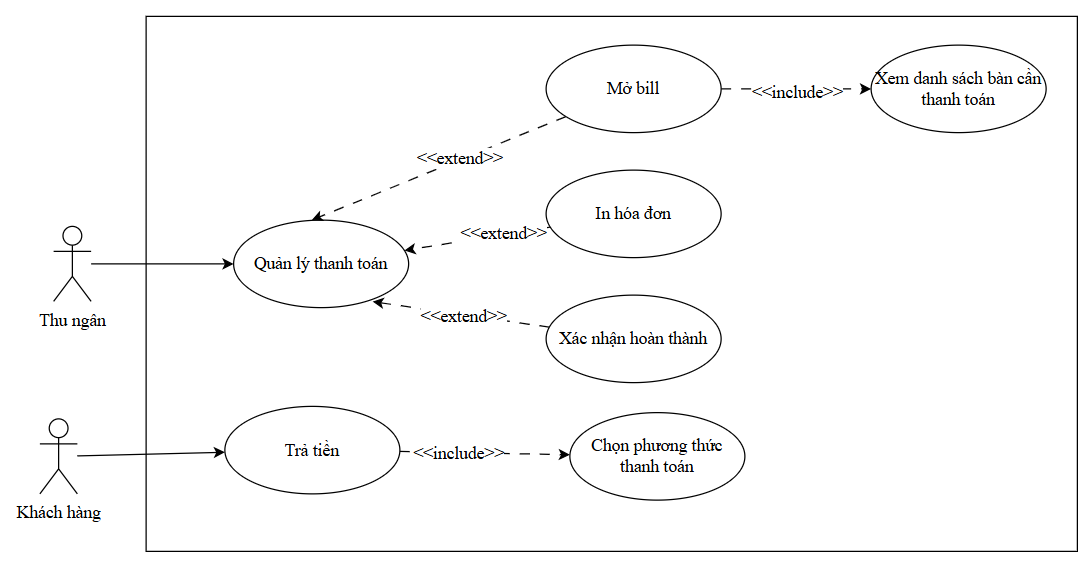 Mở bill
<<include>>
Xem danh sách bàn cần
thanh toán
<<extend>>
In hóa đơn
<<extend>>
Quản lý thanh toán
Thu ngân
<<extend>>
Xác nhận hoàn thành
Trả tiền
<<include>>
Chọn phương thức
thanh toán
Khách hàng